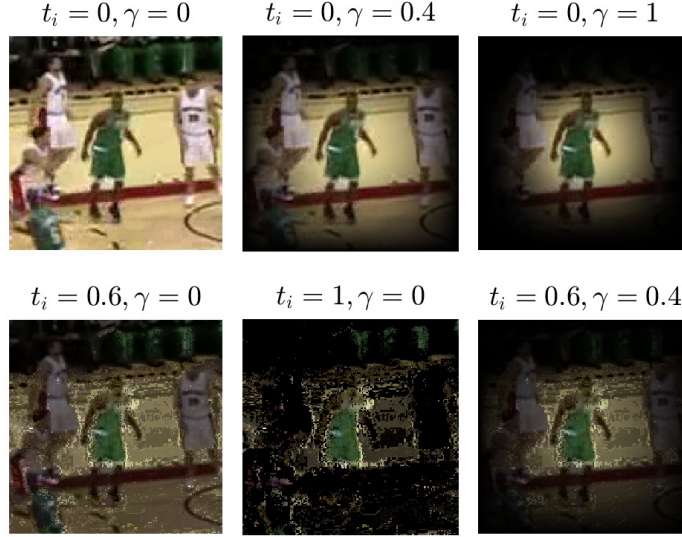 t_i = 0, γ = 0
t_i = 0, γ = 0.4
t_i = 0, γ = 1
t_i = 0.6, γ = 0
t_i = 1, γ = 0
t_i = 0.6, γ = 0.4